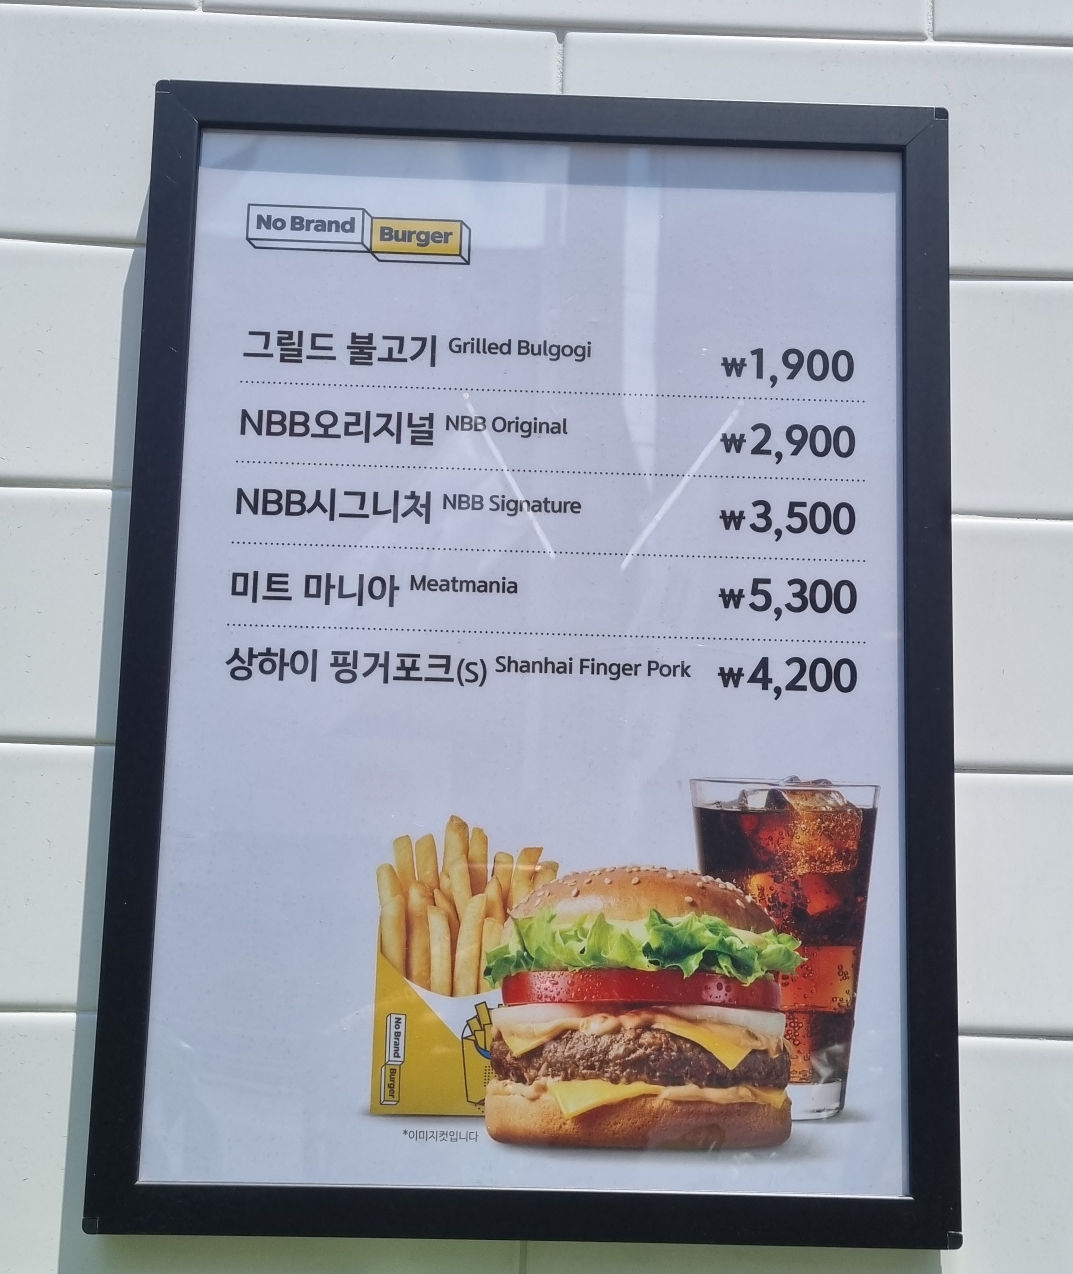 No Brand Burger
그릴드 불고기 Grilled Bulgogi ₩1,900
NBB오리지널 NBB Original ₩2,900
NBB시그니처 NBB Signature ₩3,500
미트 마니아 Meatmania ₩5,300
상하이 핑거포크(S) Shanhai Finger Pork ₩4,200
No Brand Burger
*이미지컷입니다